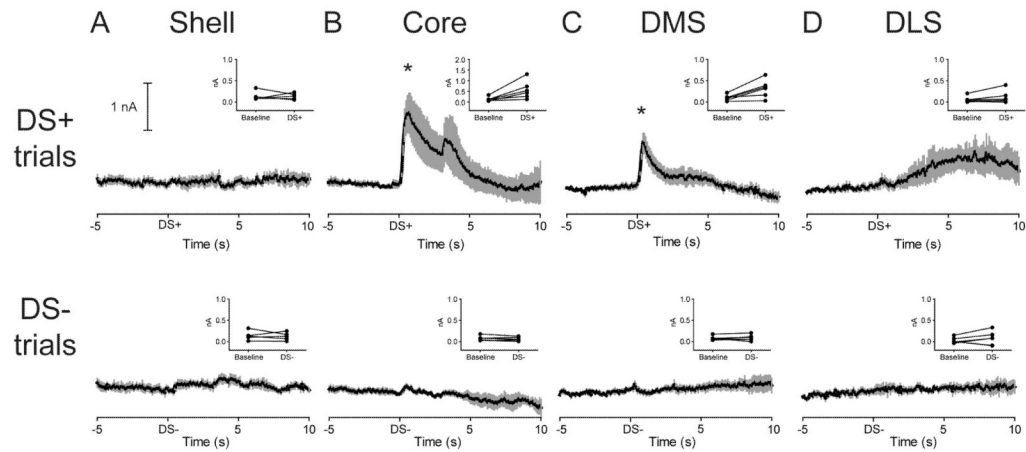 A Shell B Core C DMS D DLS
DS+
trials
1 nA
*
*
1.0
0.5
0.0
nA
Baseline DS+
2.0
1.5
1.0
0.5
0.0
nA
Baseline DS+
1.0
0.5
0.0
nA
Baseline DS+
1.0
0.5
0.0
nA
Baseline DS+
-5 DS+ 5 10
Time (s)
-5 DS+ 5 10
Time (s)
-5 DS+ 5 10
Time (s)
-5 DS+ 5 10
Time (s)
DS-
trials
1.0
0.5
0.0
nA
Baseline DS-
1.0
0.5
0.0
nA
Baseline DS-
1.0
0.5
0.0
nA
Baseline DS-
1.0
0.5
0.0
nA
Baseline DS-
-5 DS- 5 10
Time (s)
-5 DS- 5 10
Time (s)
-5 DS- 5 10
Time (s)
-5 DS- 5 10
Time (s)